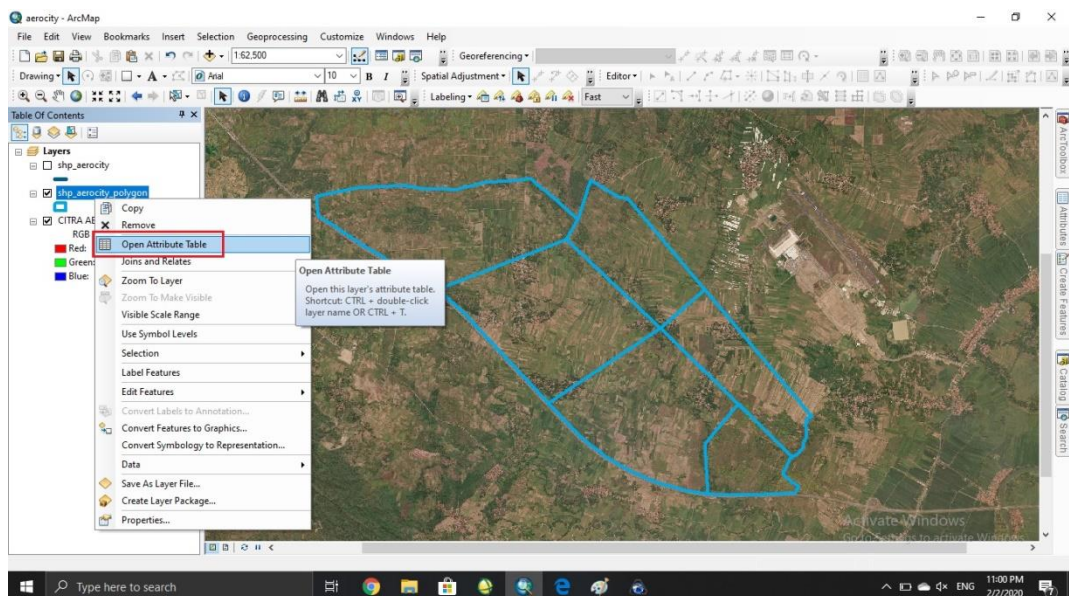 aerocity - ArcMap
File Edit View Bookmarks Insert Selection Geoprocessing Customize Windows Help
1:62,500 Georeferencing
Drawing A Arial 10 B I Spatial Adjustment Editor
Labeling Fast
Table Of Contents
Layers
shp_aerocity
shp_aerocity_polygon
CITRA AE
RGB
Red:
Green:
Blue:
Copy
Remove
Open Attribute Table
Joins and Relates
Zoom To Layer
Zoom To Make Visible
Visible Scale Range
Use Symbol Levels
Selection
Label Features
Edit Features
Convert Labels to Annotation...
Convert Features to Graphics...
Convert Symbology to Representation...
Data
Save As Layer File...
Create Layer Package...
Properties...
Open Attribute Table
Open this layer's attribute table.
Shortcut: CTRL + double-click
layer name OR CTRL + T.
ArcToolbox
Attributes
Create Features
Catalog
Search
Activate Windows
Go to Settings to activate Windows.
Type here to search
ENG
11:00 PM
2/2/2020